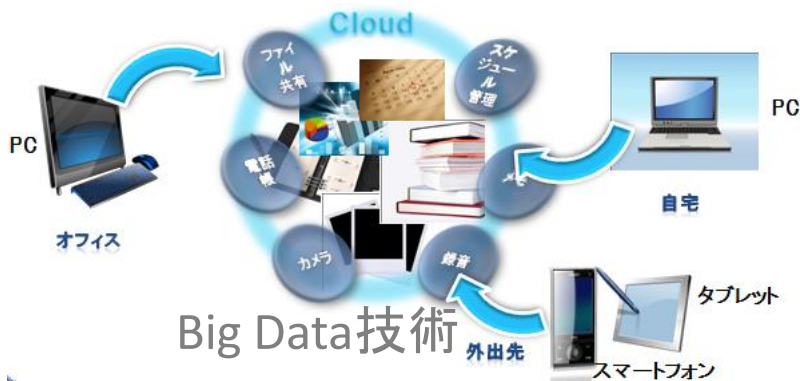 Cloud
ファイ
ル
共有
スケ
ジュー
ル
管理
PC
PC
電話
帳
メモ
自宅
オフィス
カメラ
録音
タブレット
Big Data技術
外出先
スマートフォン